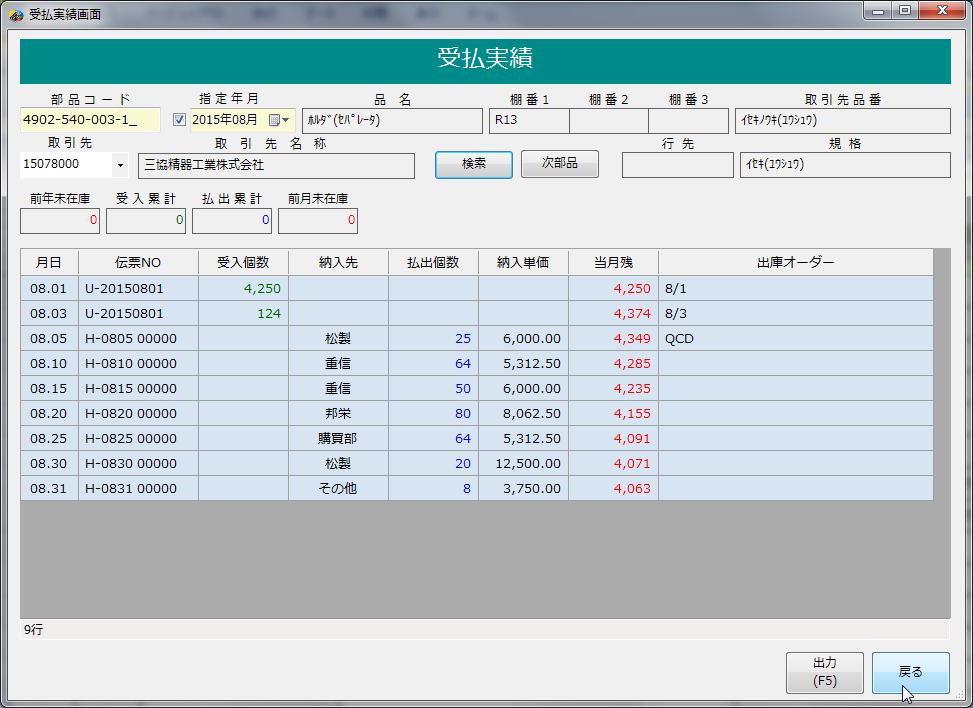 受払実績画面
受払実績
部品コード 指定年月 品 名 棚番1 棚番2 棚番3 取引先品番
4902-540-003-1_ 2015年08月 ﾎﾙﾀﾞ(ｾﾊﾟﾚｰﾀ) R13 ｲｾｷﾉｳｷ(ﾕｳｼｭｳ)
取引先 取 引 先 名 称 行先 規格
15078000 三協精器工業株式会社 検索 次部品 ｲｾｷ(ﾕｳｼｭｳ)
前年未在庫 受入累計 払出累計 前月未在庫
0 0 0 0
月日 伝票NO 受入個数 納入先 払出個数 納入単価 当月残 出庫オーダー
08.01 U-20150801 4,250 4,250 8/1
08.03 U-20150801 124 4,374 8/3
08.05 H-0805 00000 松製 25 6,000.00 4,349 QCD
08.10 H-0810 00000 重信 64 5,312.50 4,285
08.15 H-0815 00000 重信 50 6,000.00 4,235
08.20 H-0820 00000 邦栄 80 8,062.50 4,155
08.25 H-0825 00000 購買部 64 5,312.50 4,091
08.30 H-0830 00000 松製 20 12,500.00 4,071
08.31 H-0831 00000 その他 8 3,750.00 4,063
9行
出力
(F5)
戻る